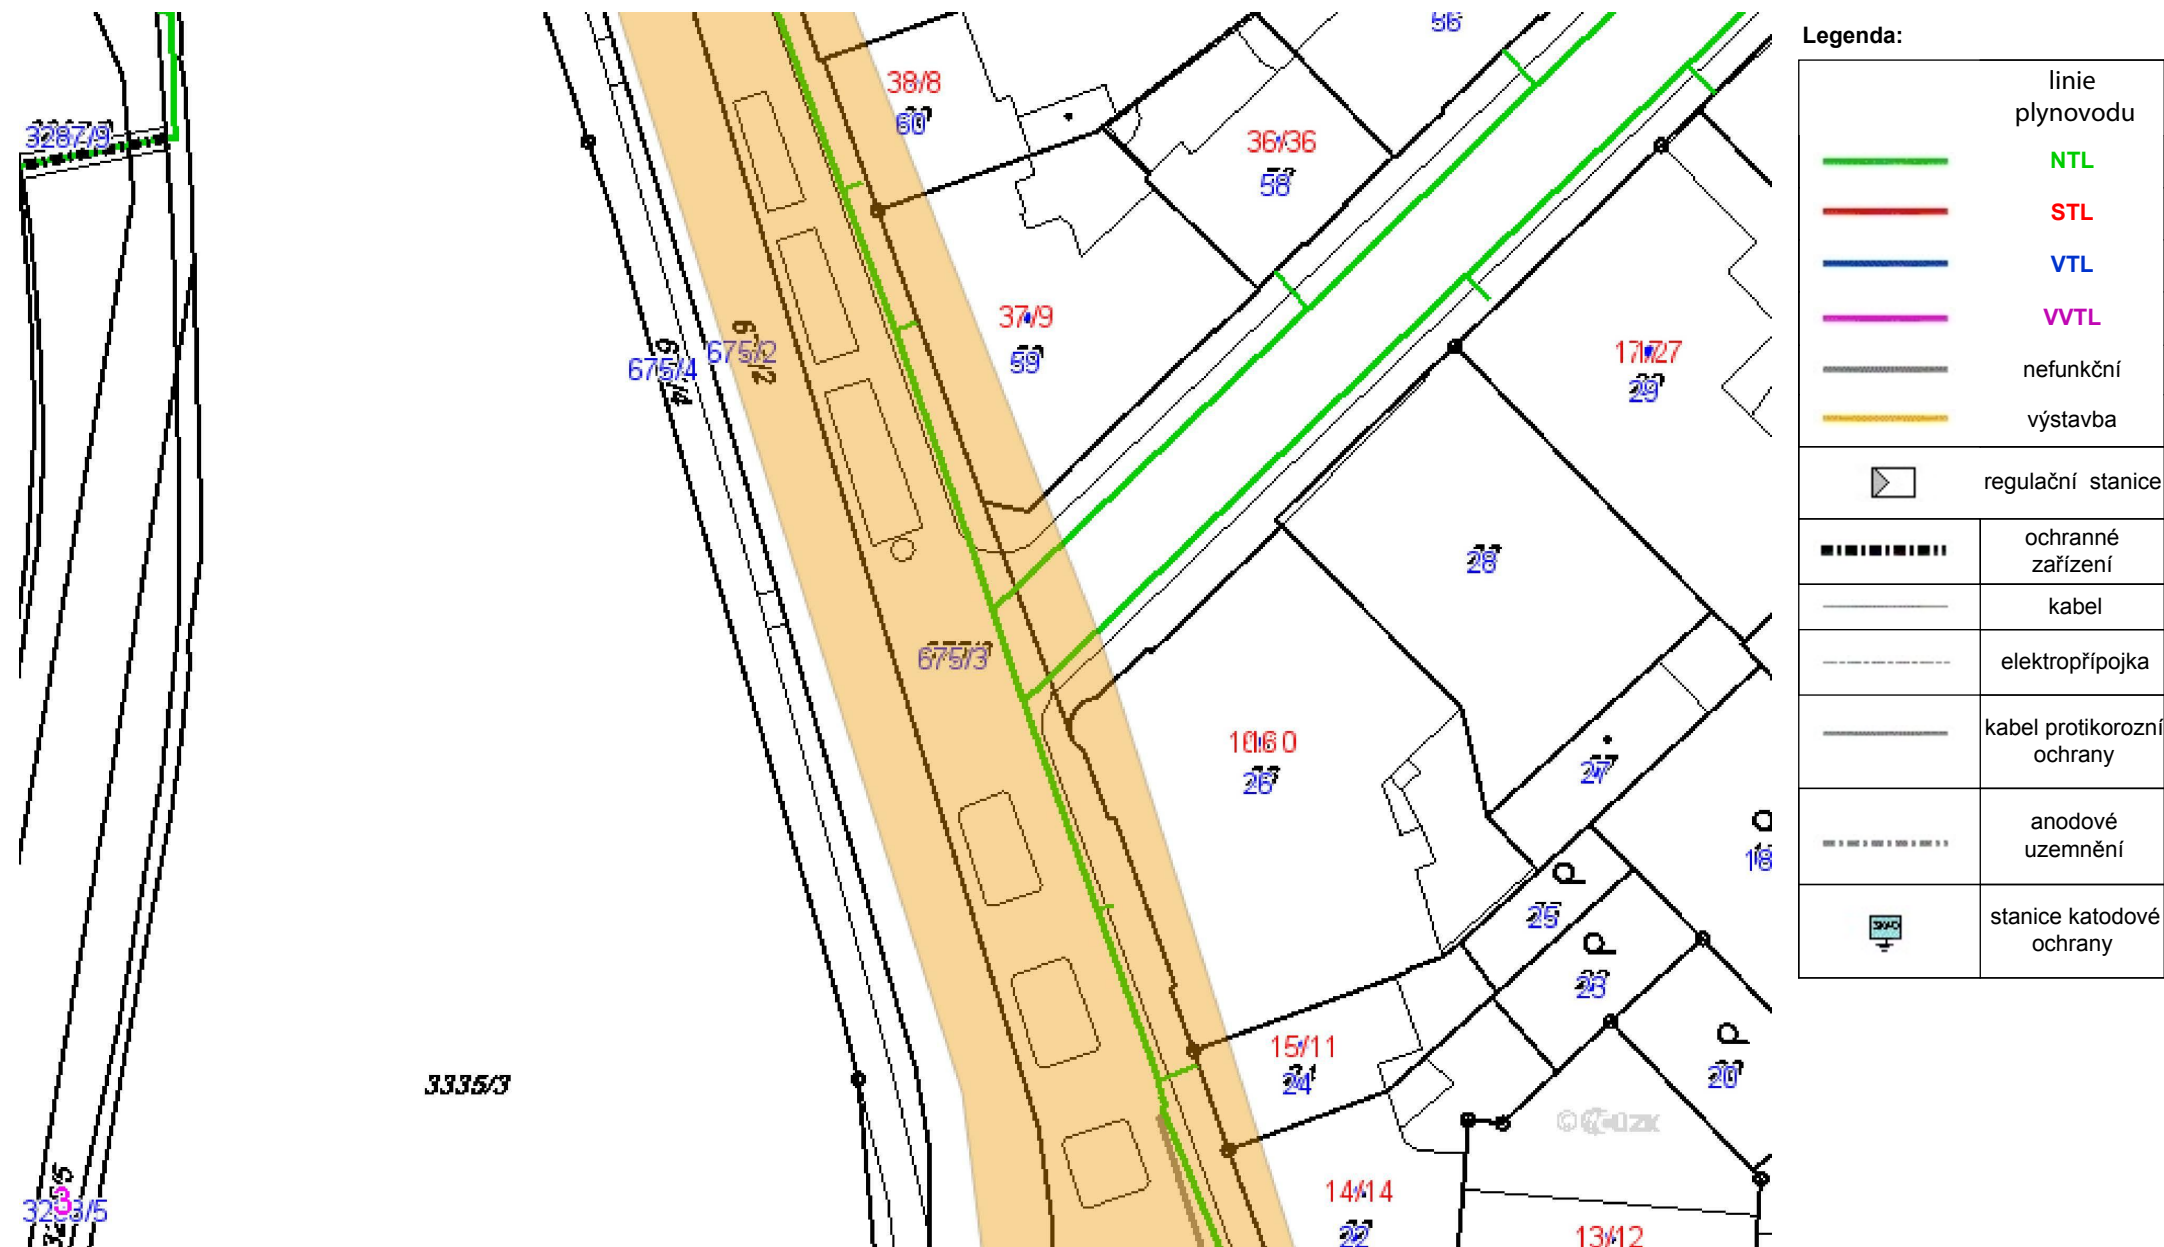 56
38/8
60
3287/9
36/36
58
37/9
59
675/4
675/2
6 /2
17/27
29
28
675/3
26
27
18
25
23
15/11
24
20
3335/3
14/14
22
13/12
p
p
p
Legenda:
linie
plynovodu
NTL
STL
VTL
VVTL
nefunkční
výstavba
regulační stanice
ochranné
zařízení
kabel
elektropřípojka
kabel protikorozní
ochrany
anodové
uzemnění
stanice katodové
ochrany